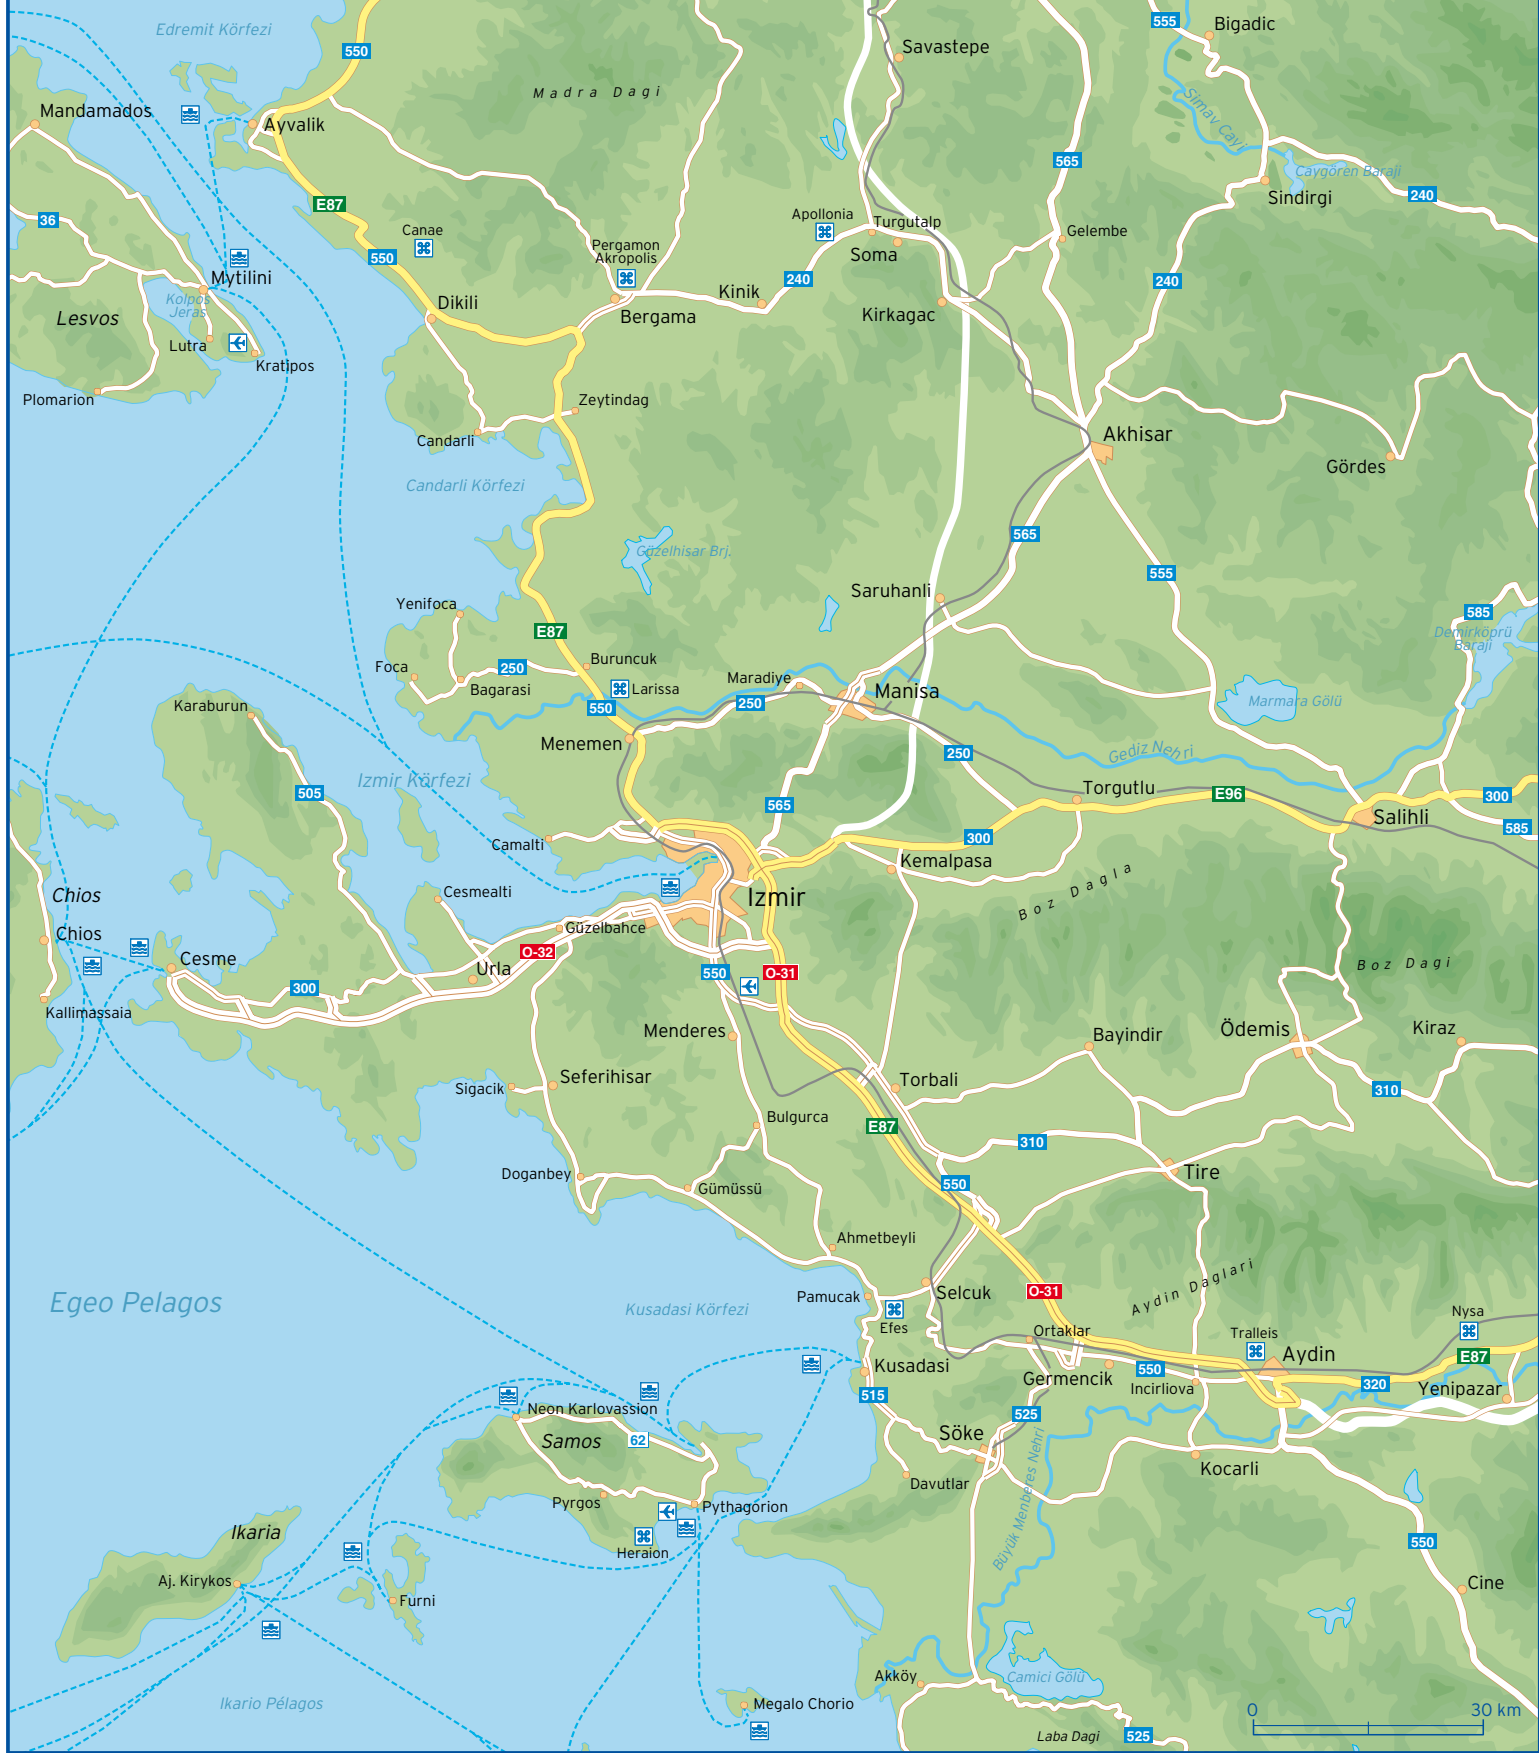 Edremit Körfezi
550
555
Bigadic
Savastepe
Madra Dagi
Simav Cayi
Mandamados
Ayvalik
565
Caygören Baraji
Sindirgi
240
E87
36
Canae
Apollonia
Turgutalp
Gelembe
Pergamon
Akropolis
Soma
550
240
240
Mytilini
Kolpos
Jeras
Lesvos
Dikili
Kinik
Bergama
Kirkagac
Lutra
Kratipos
Plomarion
Zeytindag
Candarli
Akhisar
Gördes
Candarli Körfezi
565
Güzelhisar Brj.
555
Saruhanli
585
Yenifoca
E87
Demirköprü
Baraji
Foca
250
Buruncuk
Bagarasi
Larissa
Maradiye
Manisa
250
550
Marmara Gölü
Karaburun
Menemen
250
Gediz Nehri
Izmir Körfezi
505
565
Torgutlu
E96
300
Salihli
585
Camalti
300
Kemalpasa
Boz Dagla
Chios
Cesmealti
Izmir
Chios
Güzelbahce
Cesme
O-32
Urla
550
O-31
Boz Dagi
300
Kallimassaia
Menderes
Bayindir
Ödemis
Kiraz
Sigacik
Seferihisar
Torbali
310
Bulgurca
E87
310
Doganbey
Gümüssü
550
Tire
Ahmetbeyli
Aydin Daglari
Egeo Pelagos
Kusadasi Körfezi
Pamucak
Selcuk
O-31
Efes
Ortaklar
Tralleis
Nysa
Aydin
E87
Kusadasi
Germencik
550
Incirliova
320
Yenipazar
515
525
Neon Karlovassion
Samos
62
Söke
Kocarli
Davutlar
Pyrgos
Pythagorion
Büyük Menberes Nehri
Ikaria
Heraion
550
Aj. Kirykos
Furni
Cine
Akköy
Camici Gölü
Ikario Pélagos
Megalo Chorio
0
30 km
Laba Dagi
525